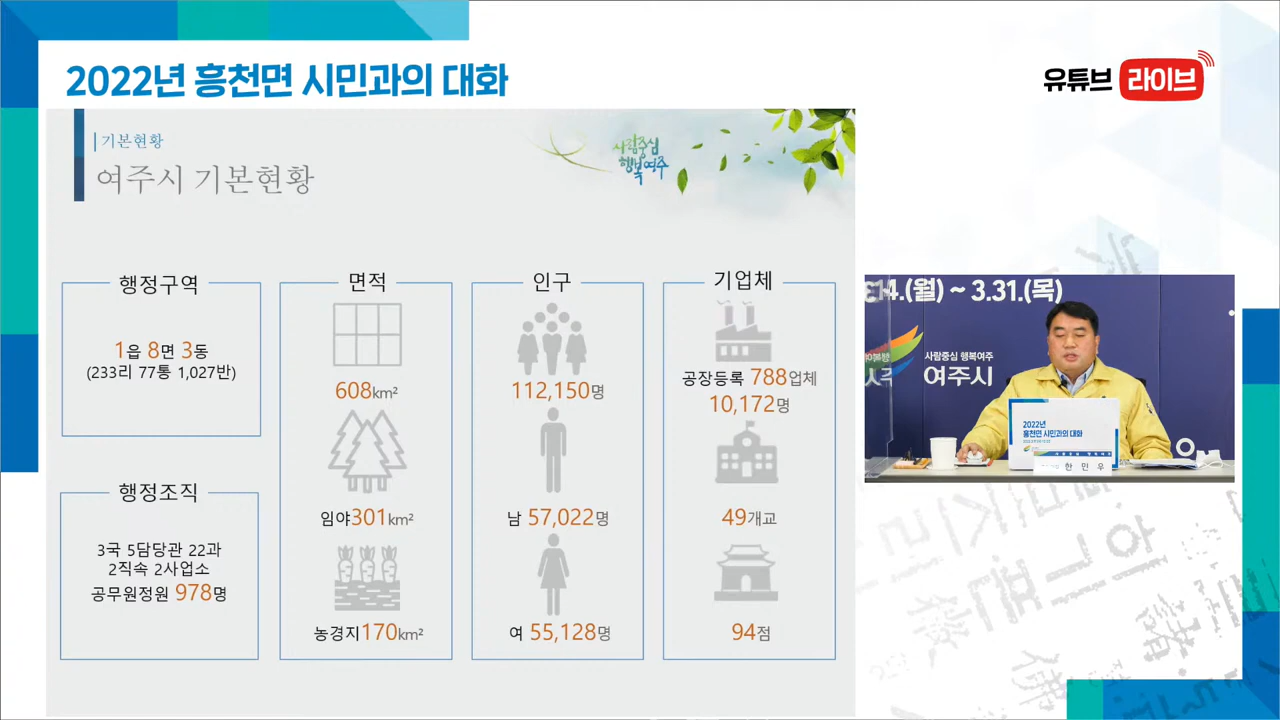 2022년 흥천면 시민과의 대화
유튜브 라이브
기본현황
여주시 기본현황
사람중심
행복여주
행정구역
1읍 8면 3동
(233리 77통 1,027반)
행정조직
3국 5담당관 22과
2직속 2사업소
공무원정원 978명
면적
608km²
임야301km²
농경지170km²
인구
112,150명
남 57,022명
여 55,128명
기업체
공장등록 788업체
10,172명
49개교
94점
14.(월) ~ 3.31.(목)
사람중심 행복여주
여주시
2022년
흥천면 시민과의 대화
사람중심 행복여주
한민우